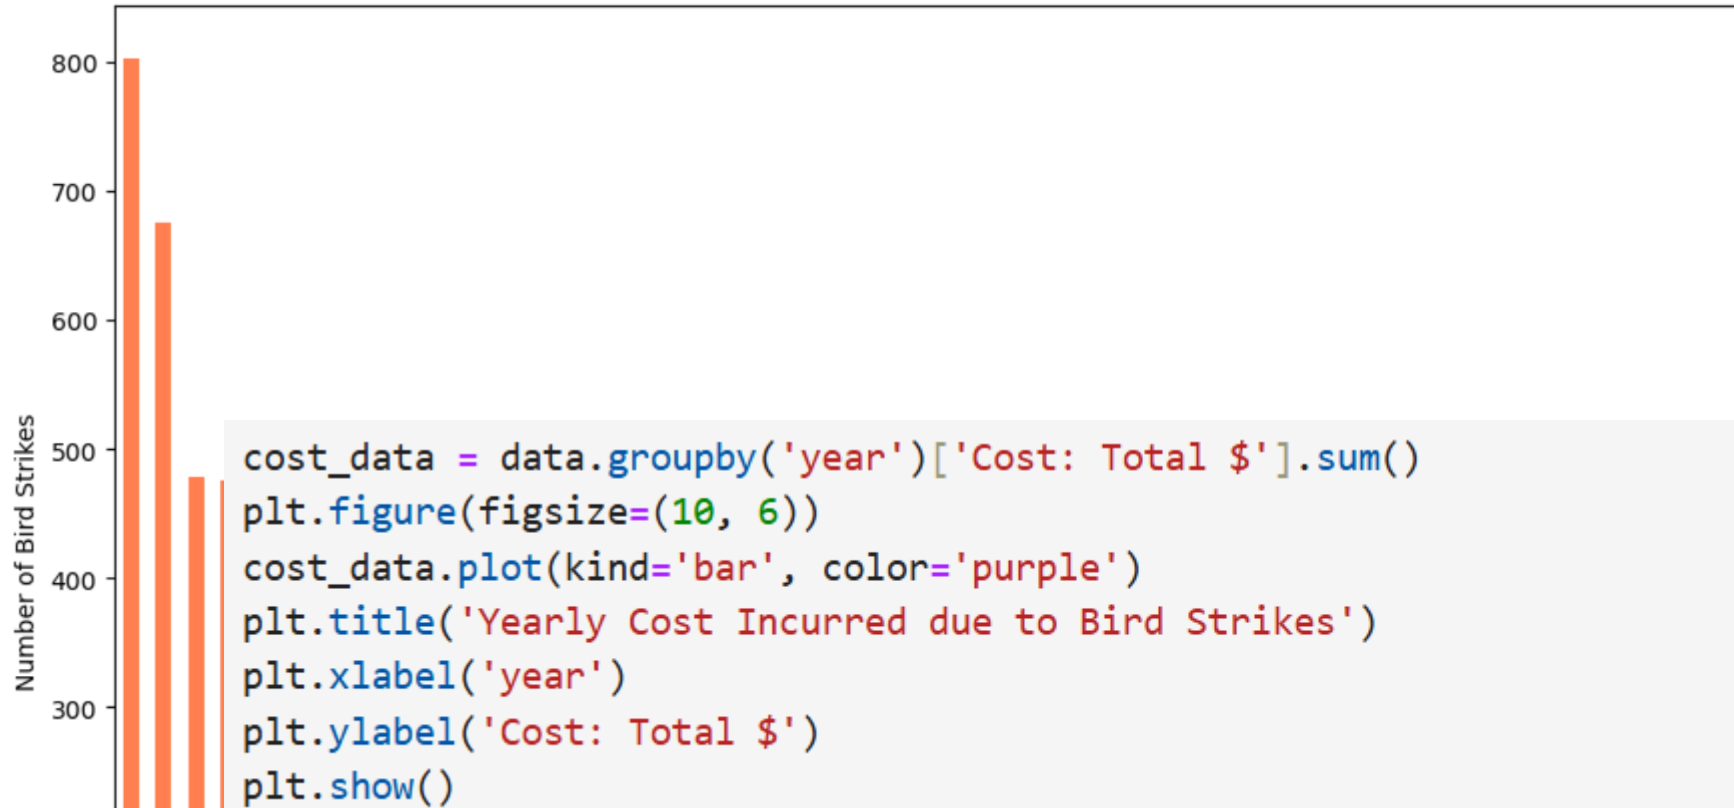 800
700
600
500
400
300
Number of Bird Strikes
cost_data = data.groupby('year')['Cost: Total $'].sum()
plt.figure(figsize=(10, 6))
cost_data.plot(kind='bar', color='purple')
plt.title('Yearly Cost Incurred due to Bird Strikes')
plt.xlabel('year')
plt.ylabel('Cost: Total $')
plt.show()